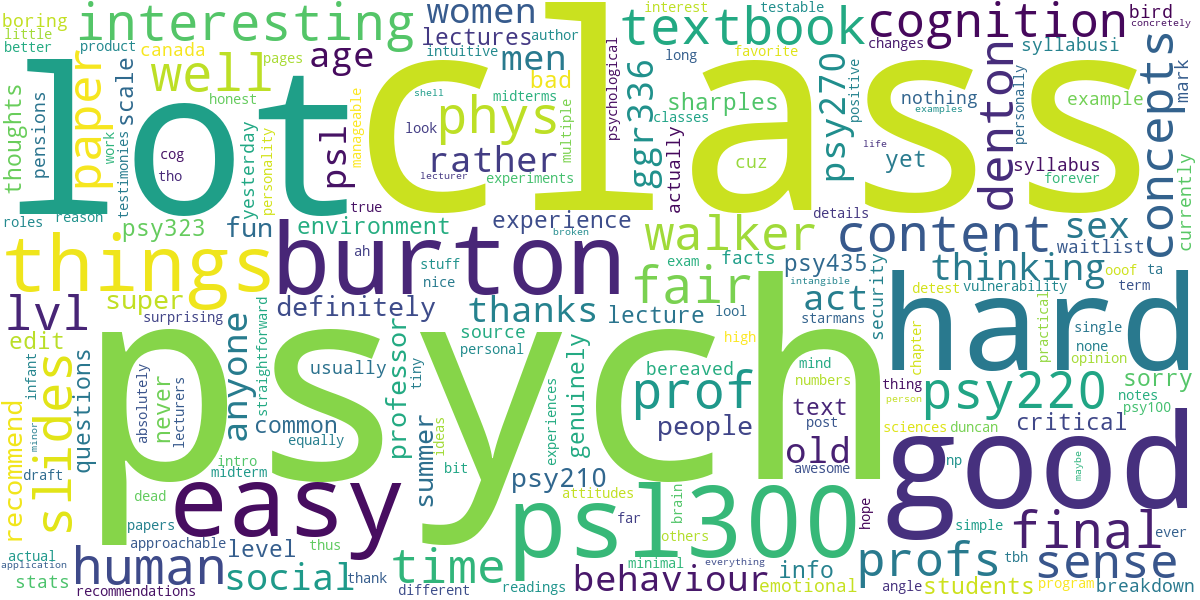 boring
little
better
interesting
product
canada
pages
well
honest
age
women
lectures
author
intuitive
men
bad
midterms
textbook
interest
testable
favorite
long
cognition
changes
bird
concretely
syllabusi
mark
thoughts
pensions
paper
work
testimonies
scale
lot
class
cog
tho
yesterday
personality
psl
true
manageable
shell
look
phys
rather
lecturer
experiments
multiple
psychological
ggr336
sharples
classes
actually
cuz
psy270
positive
nothing
examples
life
yet
denton
personally
example
syllabus
forever
concepts
currently
roles
reason
psy323
fun
environment
experience
details
things
burton
ah
stuff
nice
broken
walker
exam
facts
content
psy435
intangible
sex
waitlist
thinking
ooof
ta
term
detest
vulnerability
lvl
super
surprising
definitely
thanks
lecture
fair
lool
act
starmans
security
hard
practical
single
none
opinion
edit
infant
straightforward
anyone
usually
professor
source
personal
tiny
genuinely
high
bereaved
mind
numbers
chapter
thing
person
psych
prof
psy220
sorry
notes
psy100
recommend
slides
minor
questions
absolutely
never
lecturers
common
equally
summer
ideas
bit
experiences
people
text
post
old
awesome
sciences
duncan
np
critical
maybe
good
draft
intro
midterm
dead
easy
psy210
attitudes
psl300
far
brain
others
hope
simple
tbh
final
ever
papers
approachable
thus
actual
application
stats
human
recommendations
level
social
thank
time
different
readings
behaviour
minimal
everything
info
emotional
profs
angle
students
program
sense
breakdown